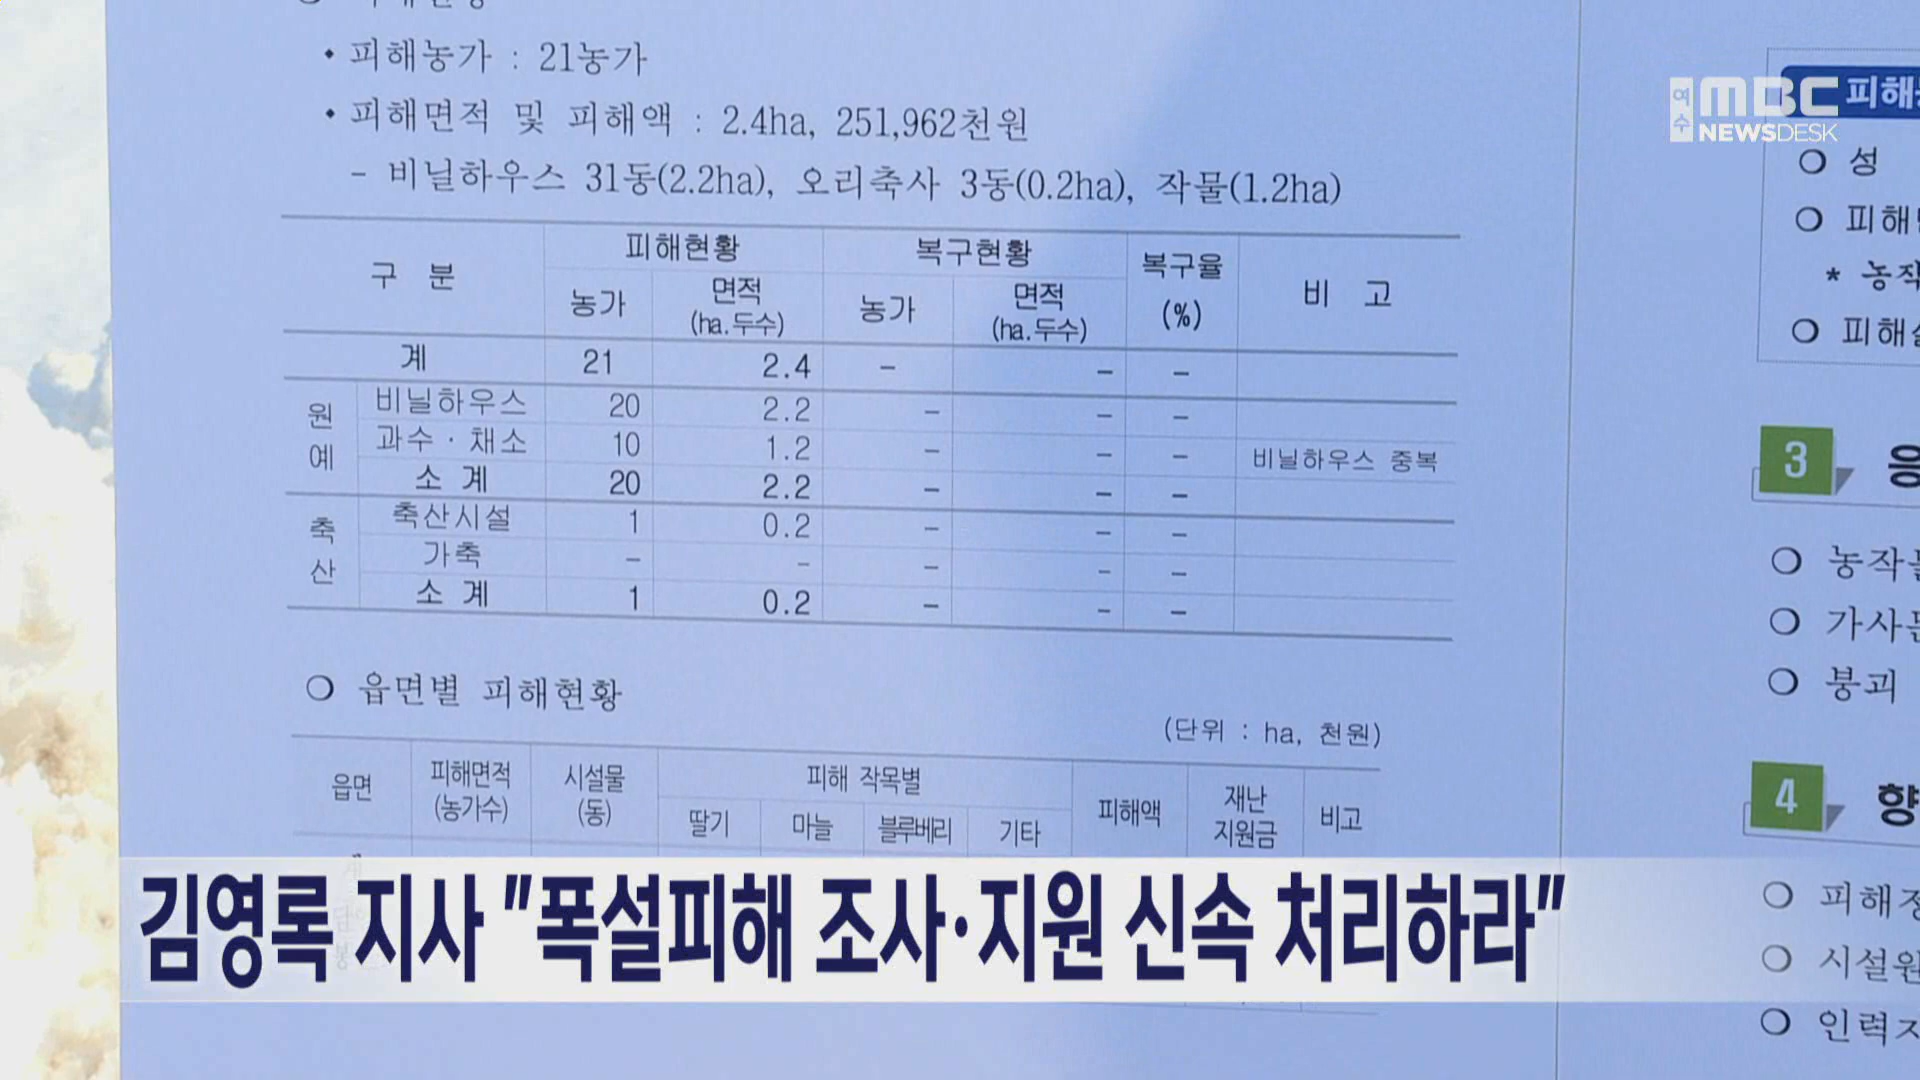 • 피해농가 : 21농가
• 피해면적 및 피해액 : 2.4ha, 251,962천원
- 비닐하우스 31동(2.2ha), 오리축사 3동(0.2ha), 작물(1.2ha)
구 분 피해현황 복구현황 복구율 (%) 비 고
농가 면적 (ha.두수) 농가 면적 (ha.두수)
계 21 2.4 - - -
원예 비닐하우스 20 2.2 - - -
과수·채소 10 1.2 - - - 비닐하우스 중복
소 계 20 2.2 - - -
축산 축산시설 1 0.2 - - -
가축 - - - - -
소 계 1 0.2 - - -
○ 읍면별 피해현황
(단위 : ha, 천원)
읍면 피해면적 (농가수) 시설물 (동) 피해 작목별 피해액 재난 지원금 비고
딸기 마늘 블루베리 기타
여수 MBC
NEWSDESK
피해
○ 성
○ 피해
*
○ 피해
3
○
○ 가사
○ 붕괴
4 향
○ 피해
○ 시설
○ 인력
김영록 지사 "폭설피해 조사·지원 신속 처리하라"